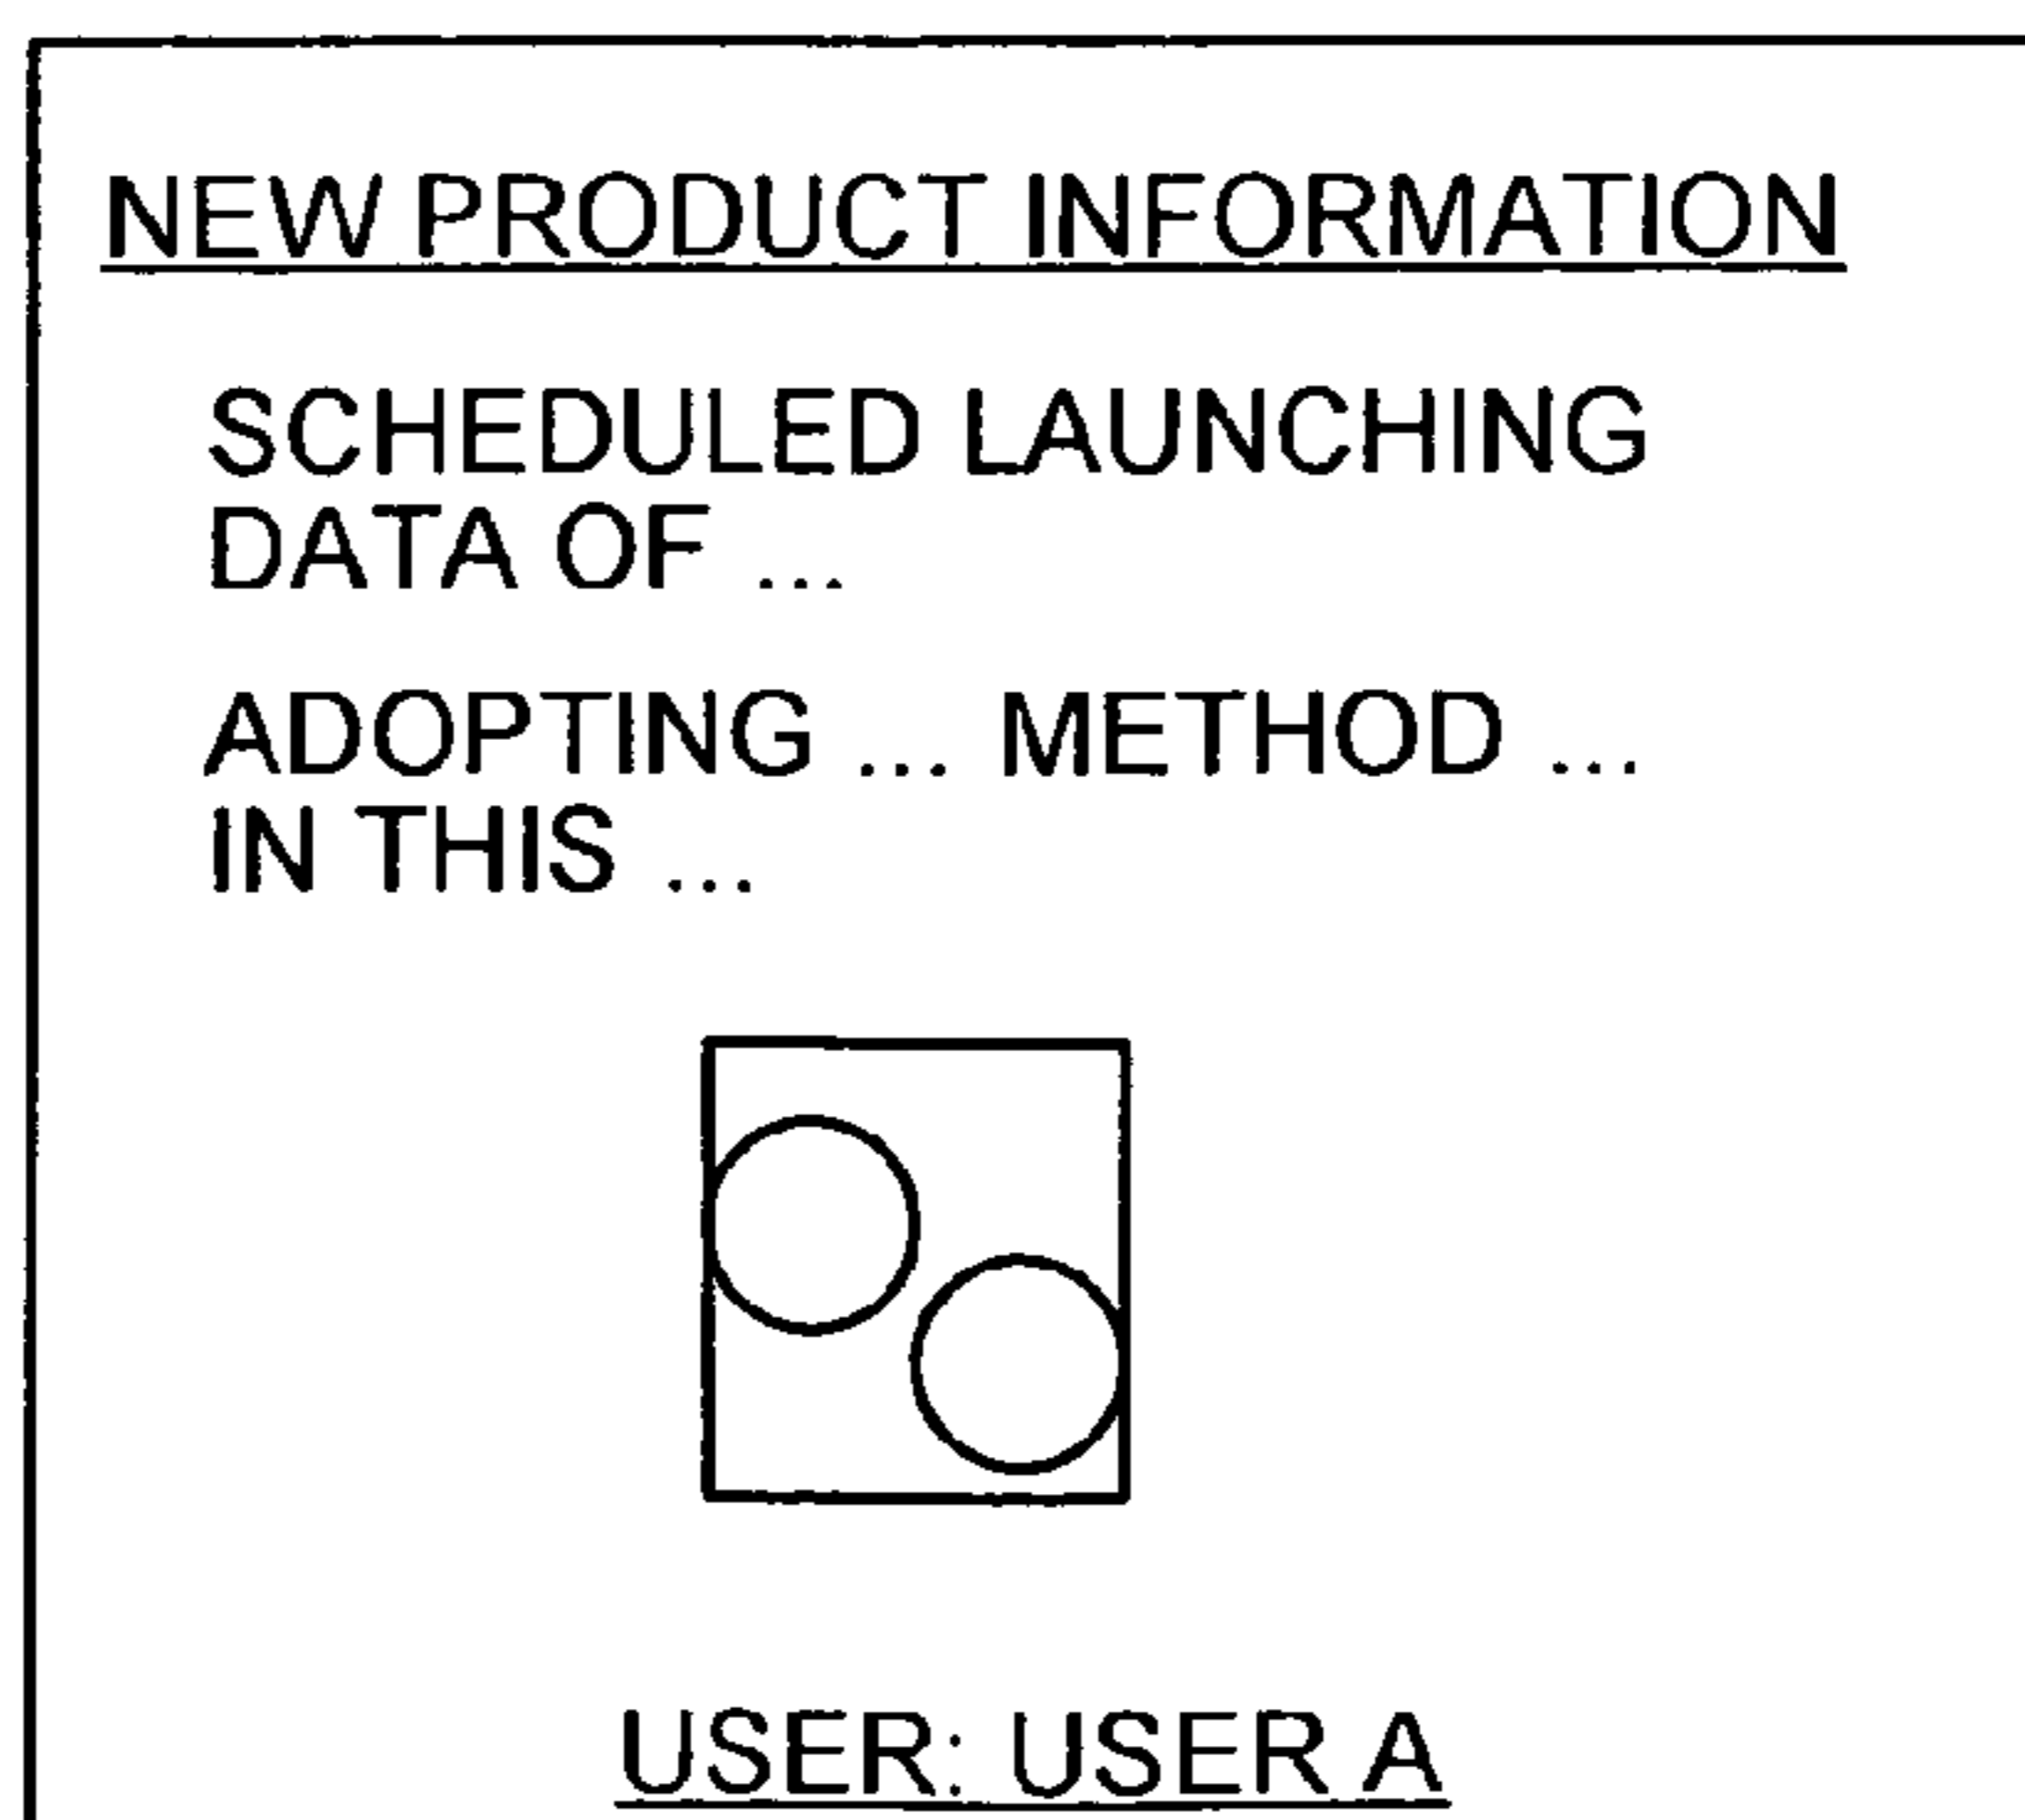 NEW PRODUCT INFORMATION
SCHEDULED LAUNCHING
DATA OF ...
ADOPTING ... METHOD ...
IN THIS ...
USER: USER A